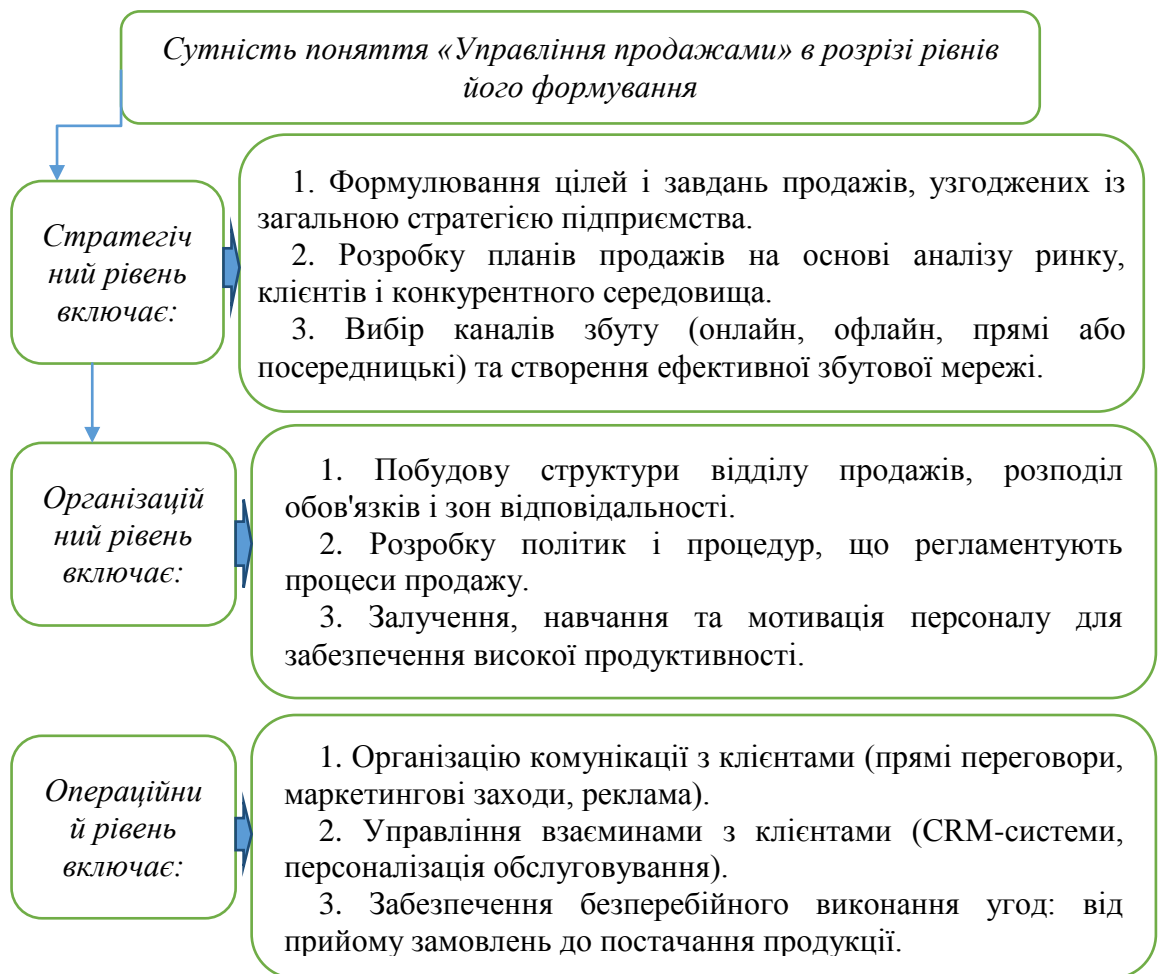 Сутність поняття «Управління продажами» в розрізі рівнів
його формування
Стратегіч
ний рівень
включає:
1. Формулювання цілей і завдань продажів, узгоджених із
загальною стратегією підприємства.
2. Розробку планів продажів на основі аналізу ринку,
клієнтів і конкурентного середовища.
3. Вибір каналів збуту (онлайн, офлайн, прямі або
посередницькі) та створення ефективної збутової мережі.
Організацій
ний рівень
включає:
1. Побудову структури відділу продажів, розподіл
обов'язків і зон відповідальності.
2. Розробку політик і процедур, що регламентують
процеси продажу.
3. Залучення, навчання та мотивація персоналу для
забезпечення високої продуктивності.
Операційни
й рівень
включає:
1. Організацію комунікації з клієнтами (прямі переговори,
маркетингові заходи, реклама).
2. Управління взаєминами з клієнтами (CRM-системи,
персоналізація обслуговування).
3. Забезпечення безперебійного виконання угод: від
прийому замовлень до постачання продукції.